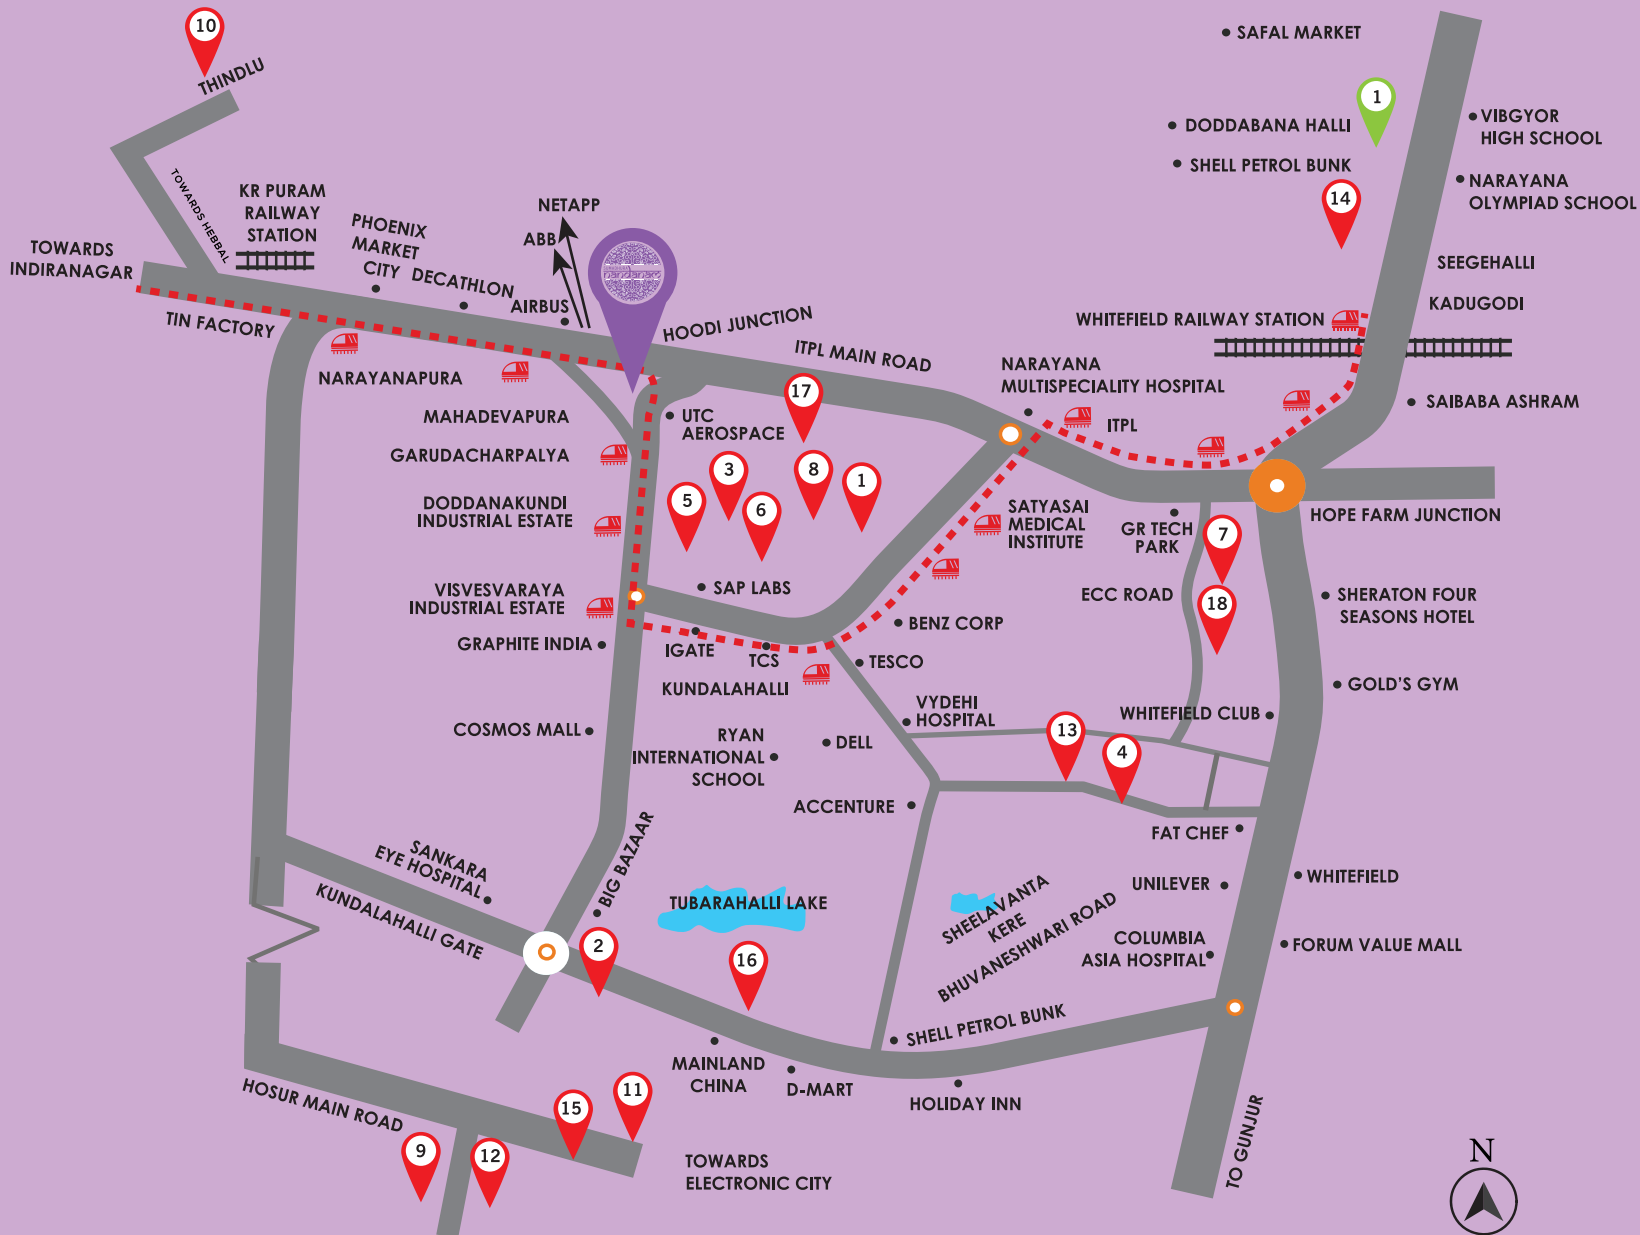 10
THINDLU
SAFAL MARKET
1
DODDABANA HALLI
VIBGYOR
HIGH SCHOOL
SHELL PETROL BUNK
NARAYANA
OLYMPIAD SCHOOL
14
TOWARDS HEBBAL
KR PURAM
RAILWAY
STATION
NETAPP
ABB
PHOENIX
MARKET
CITY
DECATHLON
AIRBUS
nandanam
TOWARDS
INDIRANAGAR
SEEGEHALLI
KADUGODI
TIN FACTORY
HOODI JUNCTION
ITPL MAIN ROAD
WHITEFIELD RAILWAY STATION
NARAYANAPURA
NARAYANA
MULTISPECIALITY HOSPITAL
17
MAHADEVAPURA
UTC
AEROSPACE
ITPL
SAIBABA ASHRAM
GARUDACHARPALYA
3
8
1
5
6
DODDANAKUNDI
INDUSTRIAL ESTATE
SATYASAI
MEDICAL
INSTITUTE
GR TECH
PARK
7
HOPE FARM JUNCTION
VISVESVARAYA
INDUSTRIAL ESTATE
SAP LABS
ECC ROAD
18
SHERATON FOUR
SEASONS HOTEL
GRAPHITE INDIA
IGATE
TCS
BENZ CORP
TESCO
KUNDALAHALLI
GOLD'S GYM
VYDEHI
HOSPITAL
WHITEFIELD CLUB
COSMOS MALL
RYAN
INTERNATIONAL
SCHOOL
DELL
13
4
ACCENTURE
FAT CHEF
SANKARA
EYE HOSPITAL
BIG BAZAAR
KUNDALAHALLI GATE
TUBARAHALLI LAKE
SHEELAVANTA
KERE
BHUVANESHWARI ROAD
UNILEVER
WHITEFIELD
2
16
COLUMBIA
ASIA HOSPITAL
FORUM VALUE MALL
SHELL PETROL BUNK
MAINLAND
CHINA
D-MART
HOLIDAY INN
HOSUR MAIN ROAD
15
11
9
12
TOWARDS
ELECTRONIC CITY
TO GUNJUR
N